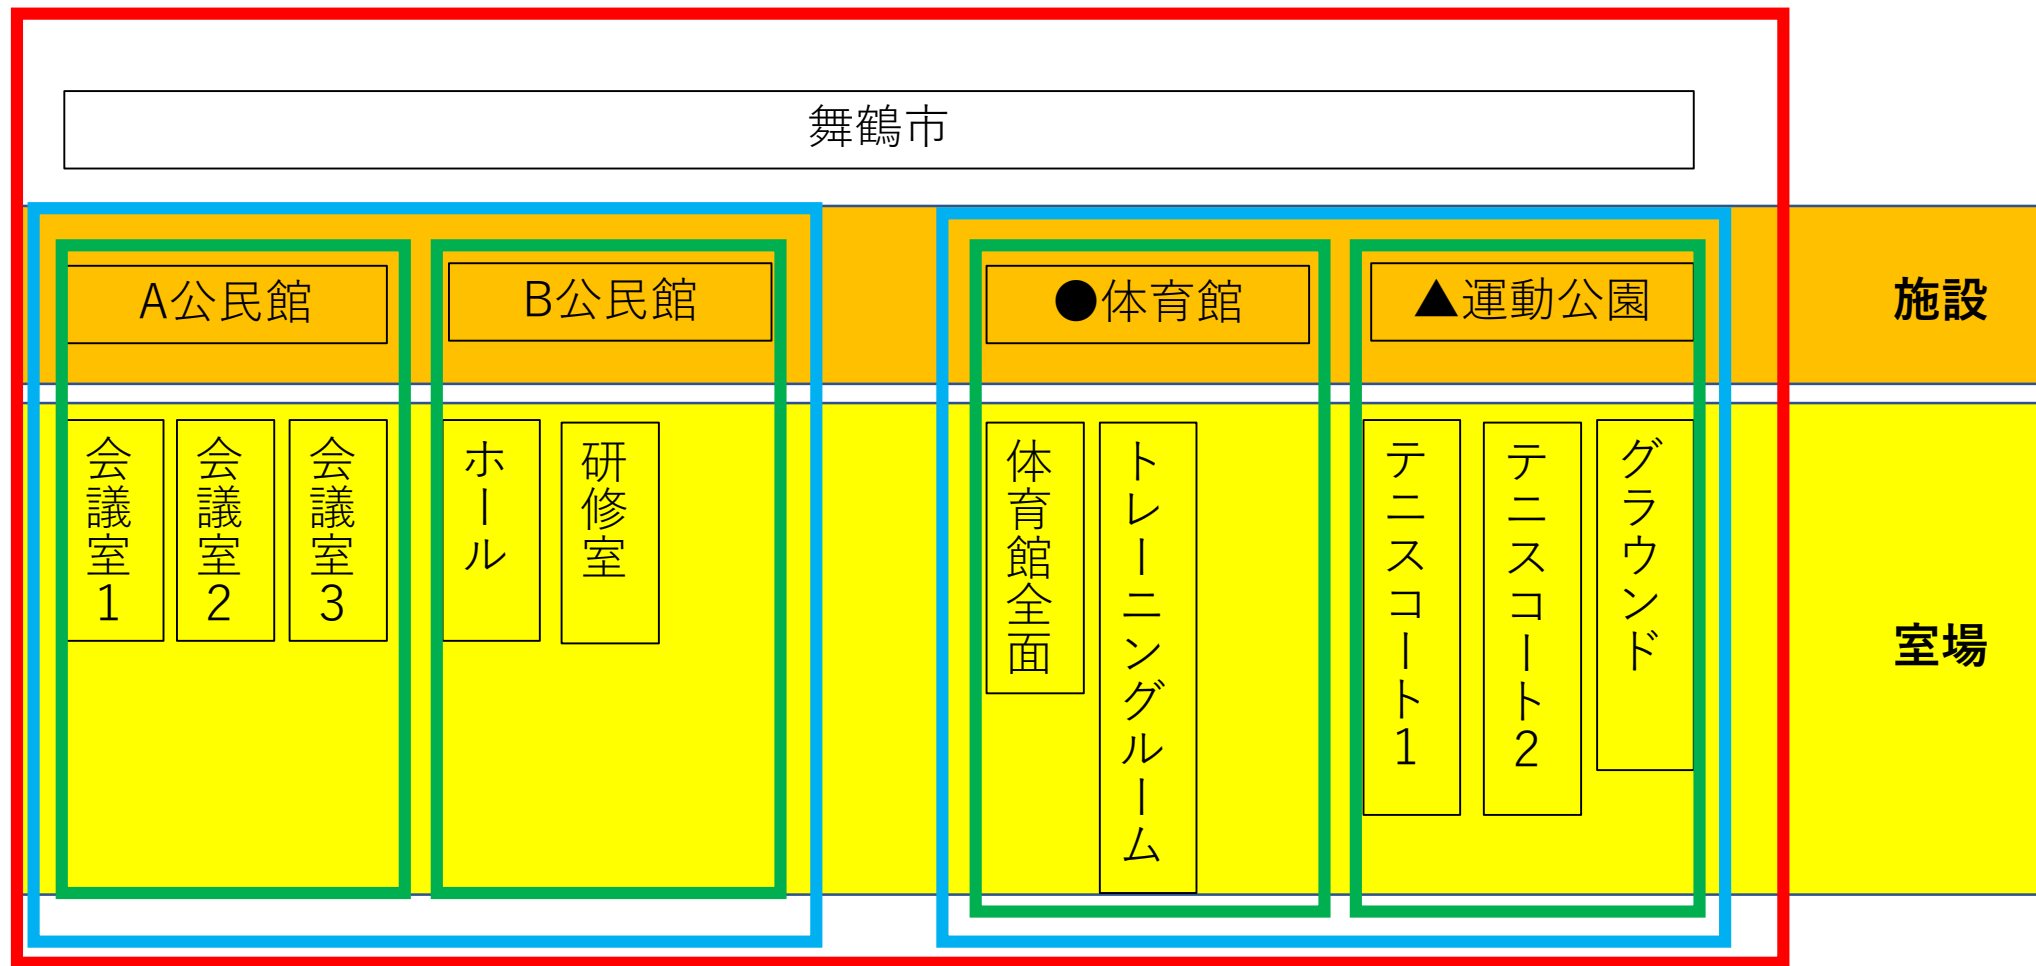 舞鶴市
A公民館
B公民館
●体育館
▲運動公園
施設
会議室1
会議室2
会議室3
ホール
研修室
体育館全面
トレーニングルーム
テニスコート1
テニスコート2
グラウンド
室場